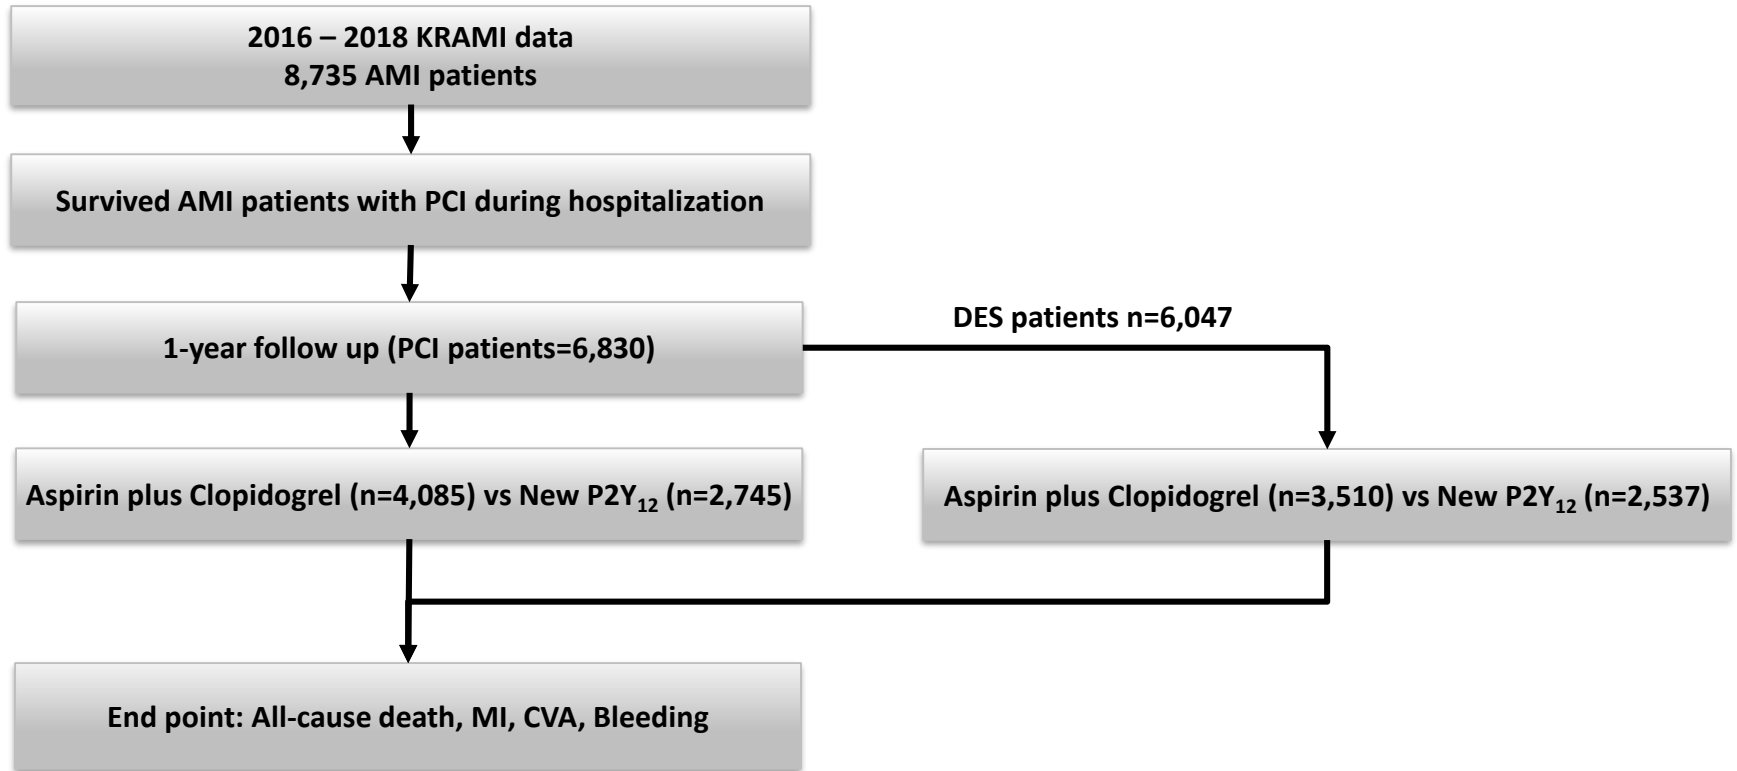 2016 – 2018 KRAMI data
8,735 AMI patients
Survived AMI patients with PCI during hospitalization
1-year follow up (PCI patients=6,830)
DES patients n=6,047
Aspirin plus Clopidogrel (n=4,085) vs New P2Y₁₂ (n=2,745)
Aspirin plus Clopidogrel (n=3,510) vs New P2Y₁₂ (n=2,537)
End point: All-cause death, MI, CVA, Bleeding